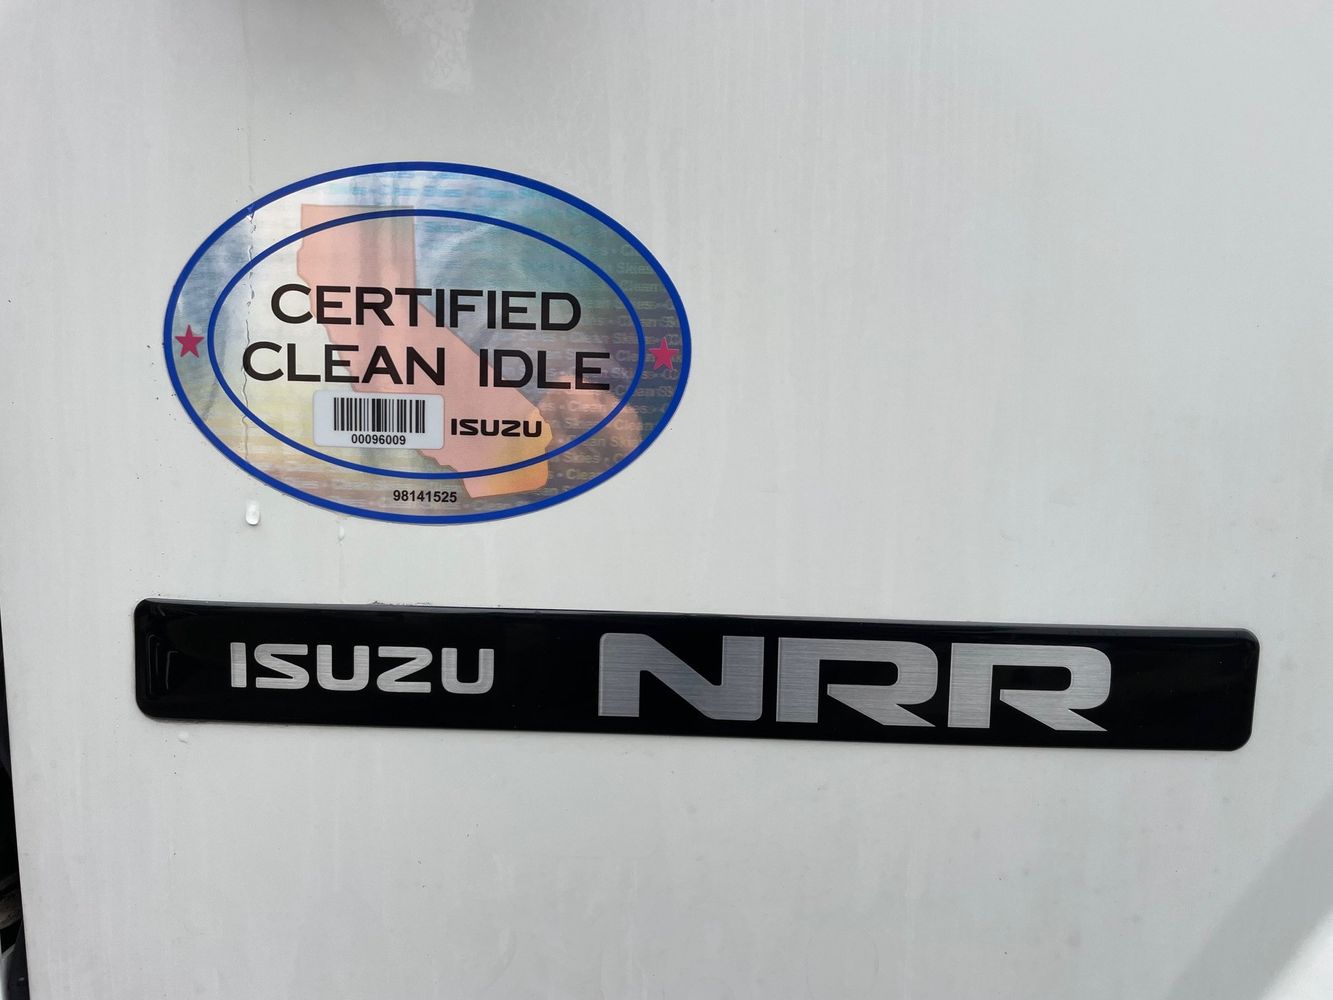 CERTIFIED
CLEAN IDLE
00096009
ISUZU
98141525
ISUZU NRR